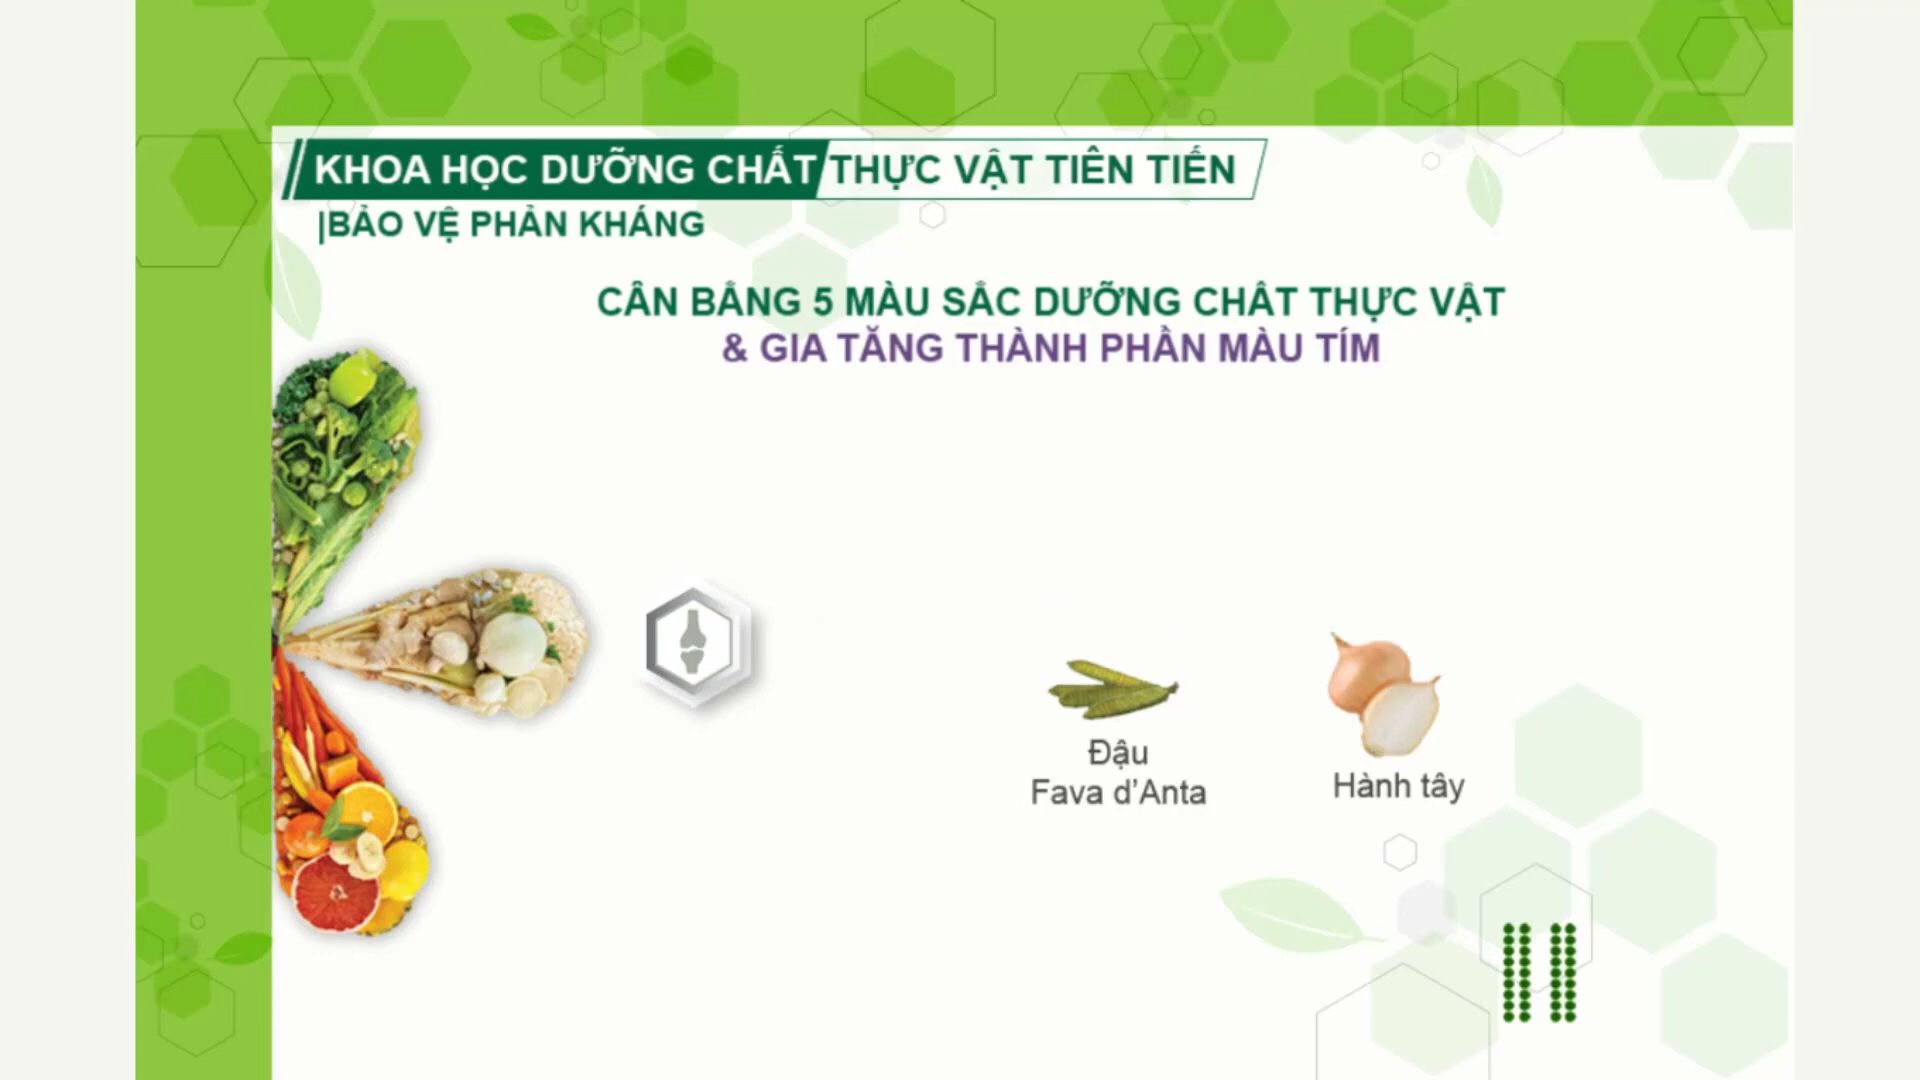 KHOA HỌC DƯỠNG CHẤT THỰC VẬT TIÊN TIẾN
|BẢO VỆ PHẢN KHÁNG
CÂN BẰNG 5 MÀU SẮC DƯỠNG CHẤT THỰC VẬT
& GIA TĂNG THÀNH PHẦN MÀU TÍM
Đậu
Fava d'Anta
Hành tây